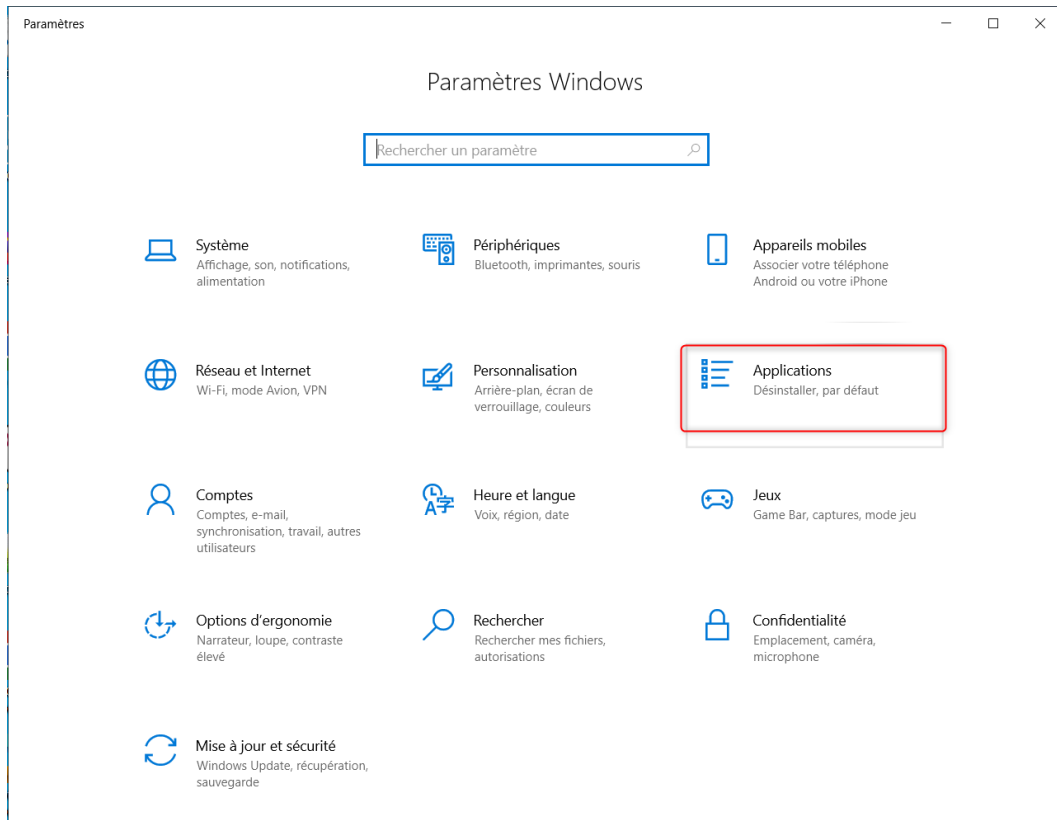 Paramètres
Paramètres Windows
Rechercher un paramètre
Système
Affichage, son, notifications,
alimentation
Périphériques
Bluetooth, imprimantes, souris
Appareils mobiles
Associer votre téléphone
Android ou votre iPhone
Réseau et Internet
Wi-Fi, mode Avion, VPN
Personnalisation
Arrière-plan, écran de
verrouillage, couleurs
Applications
Désinstaller, par défaut
Comptes
Comptes, e-mail,
synchronisation, travail, autres
utilisateurs
Heure et langue
Voix, région, date
Jeux
Game Bar, captures, mode jeu
Options d'ergonomie
Narrateur, loupe, contraste
élevé
Rechercher
Rechercher mes fichiers,
autorisations
Confidentialité
Emplacement, caméra,
microphone
Mise à jour et sécurité
Windows Update, récupération,
sauvegarde